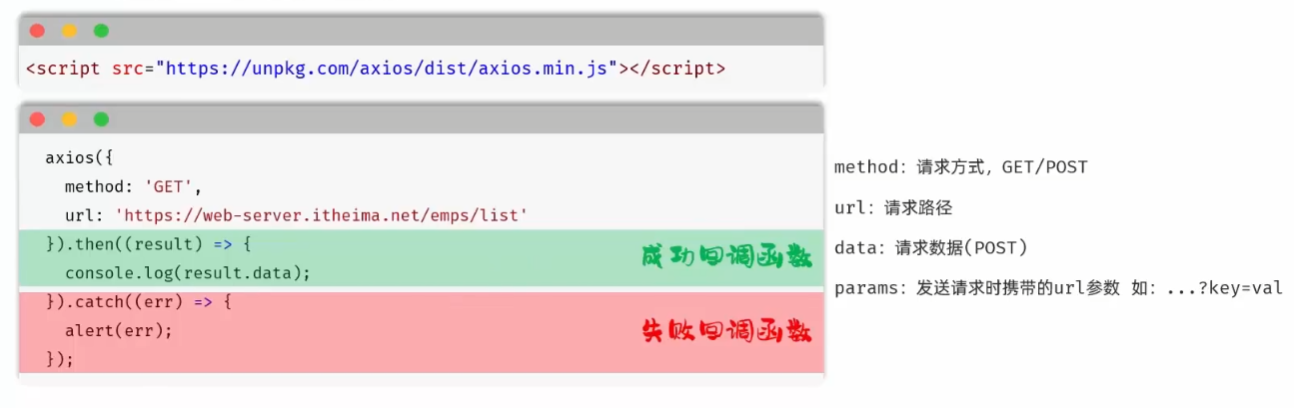 <script src="https://unpkg.com/axios/dist/axios.min.js"></script>
axios({
method: 'GET',
url: 'https://web-server.itheima.net/emps/list'
}).then((result) => {
console.log(result.data);
成功回调函数
}).catch((err) => {
alert(err);
失败回调函数
});
method：请求方式，GET/POST
url：请求路径
data：请求数据(POST)
params：发送请求时携带的url参数 如：...?key=val